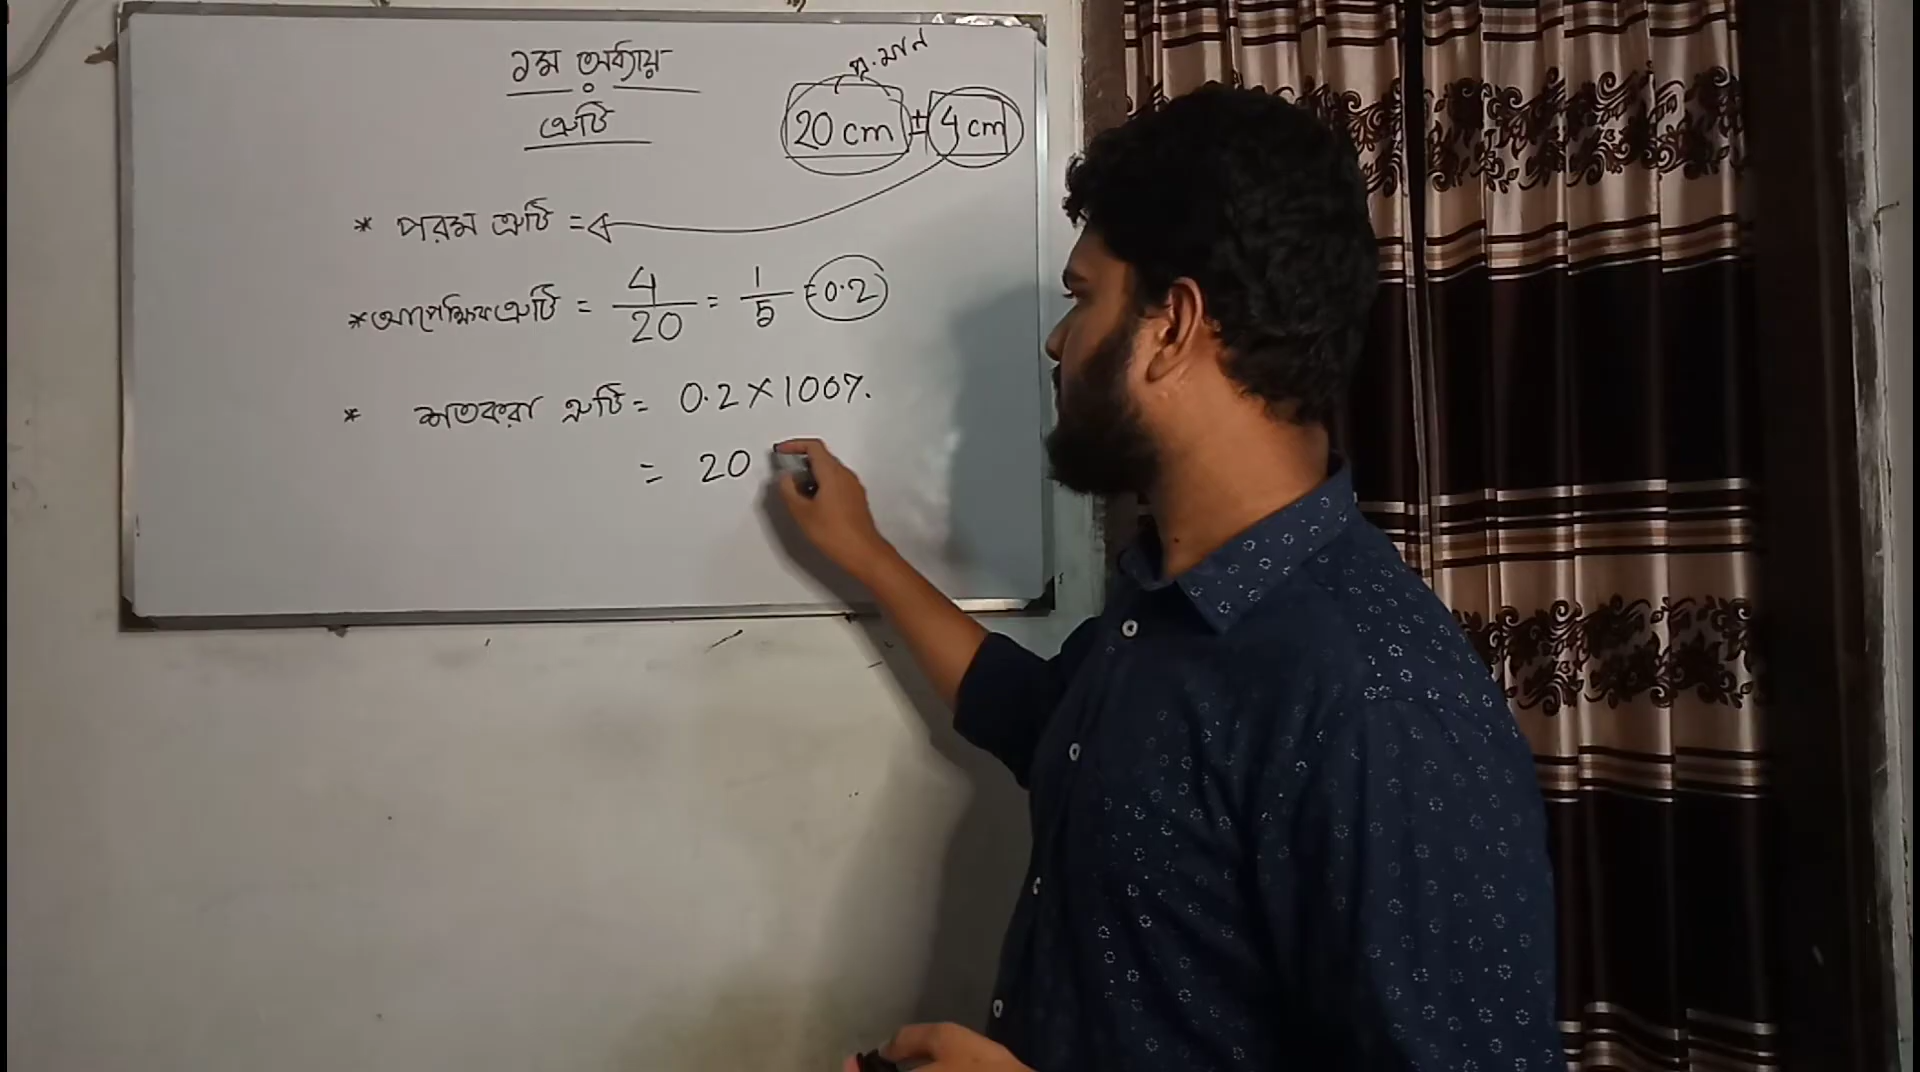 ১ম অধ্যায়
ত্রুটি
প্র. মান
20 cm ± 4 cm
* পরম ত্রুটি =
* আপেক্ষিক ত্রুটি = 4/20 = 1/5 = 0.2
* শতকরা ত্রুটি = 0.2 × 100%
= 20